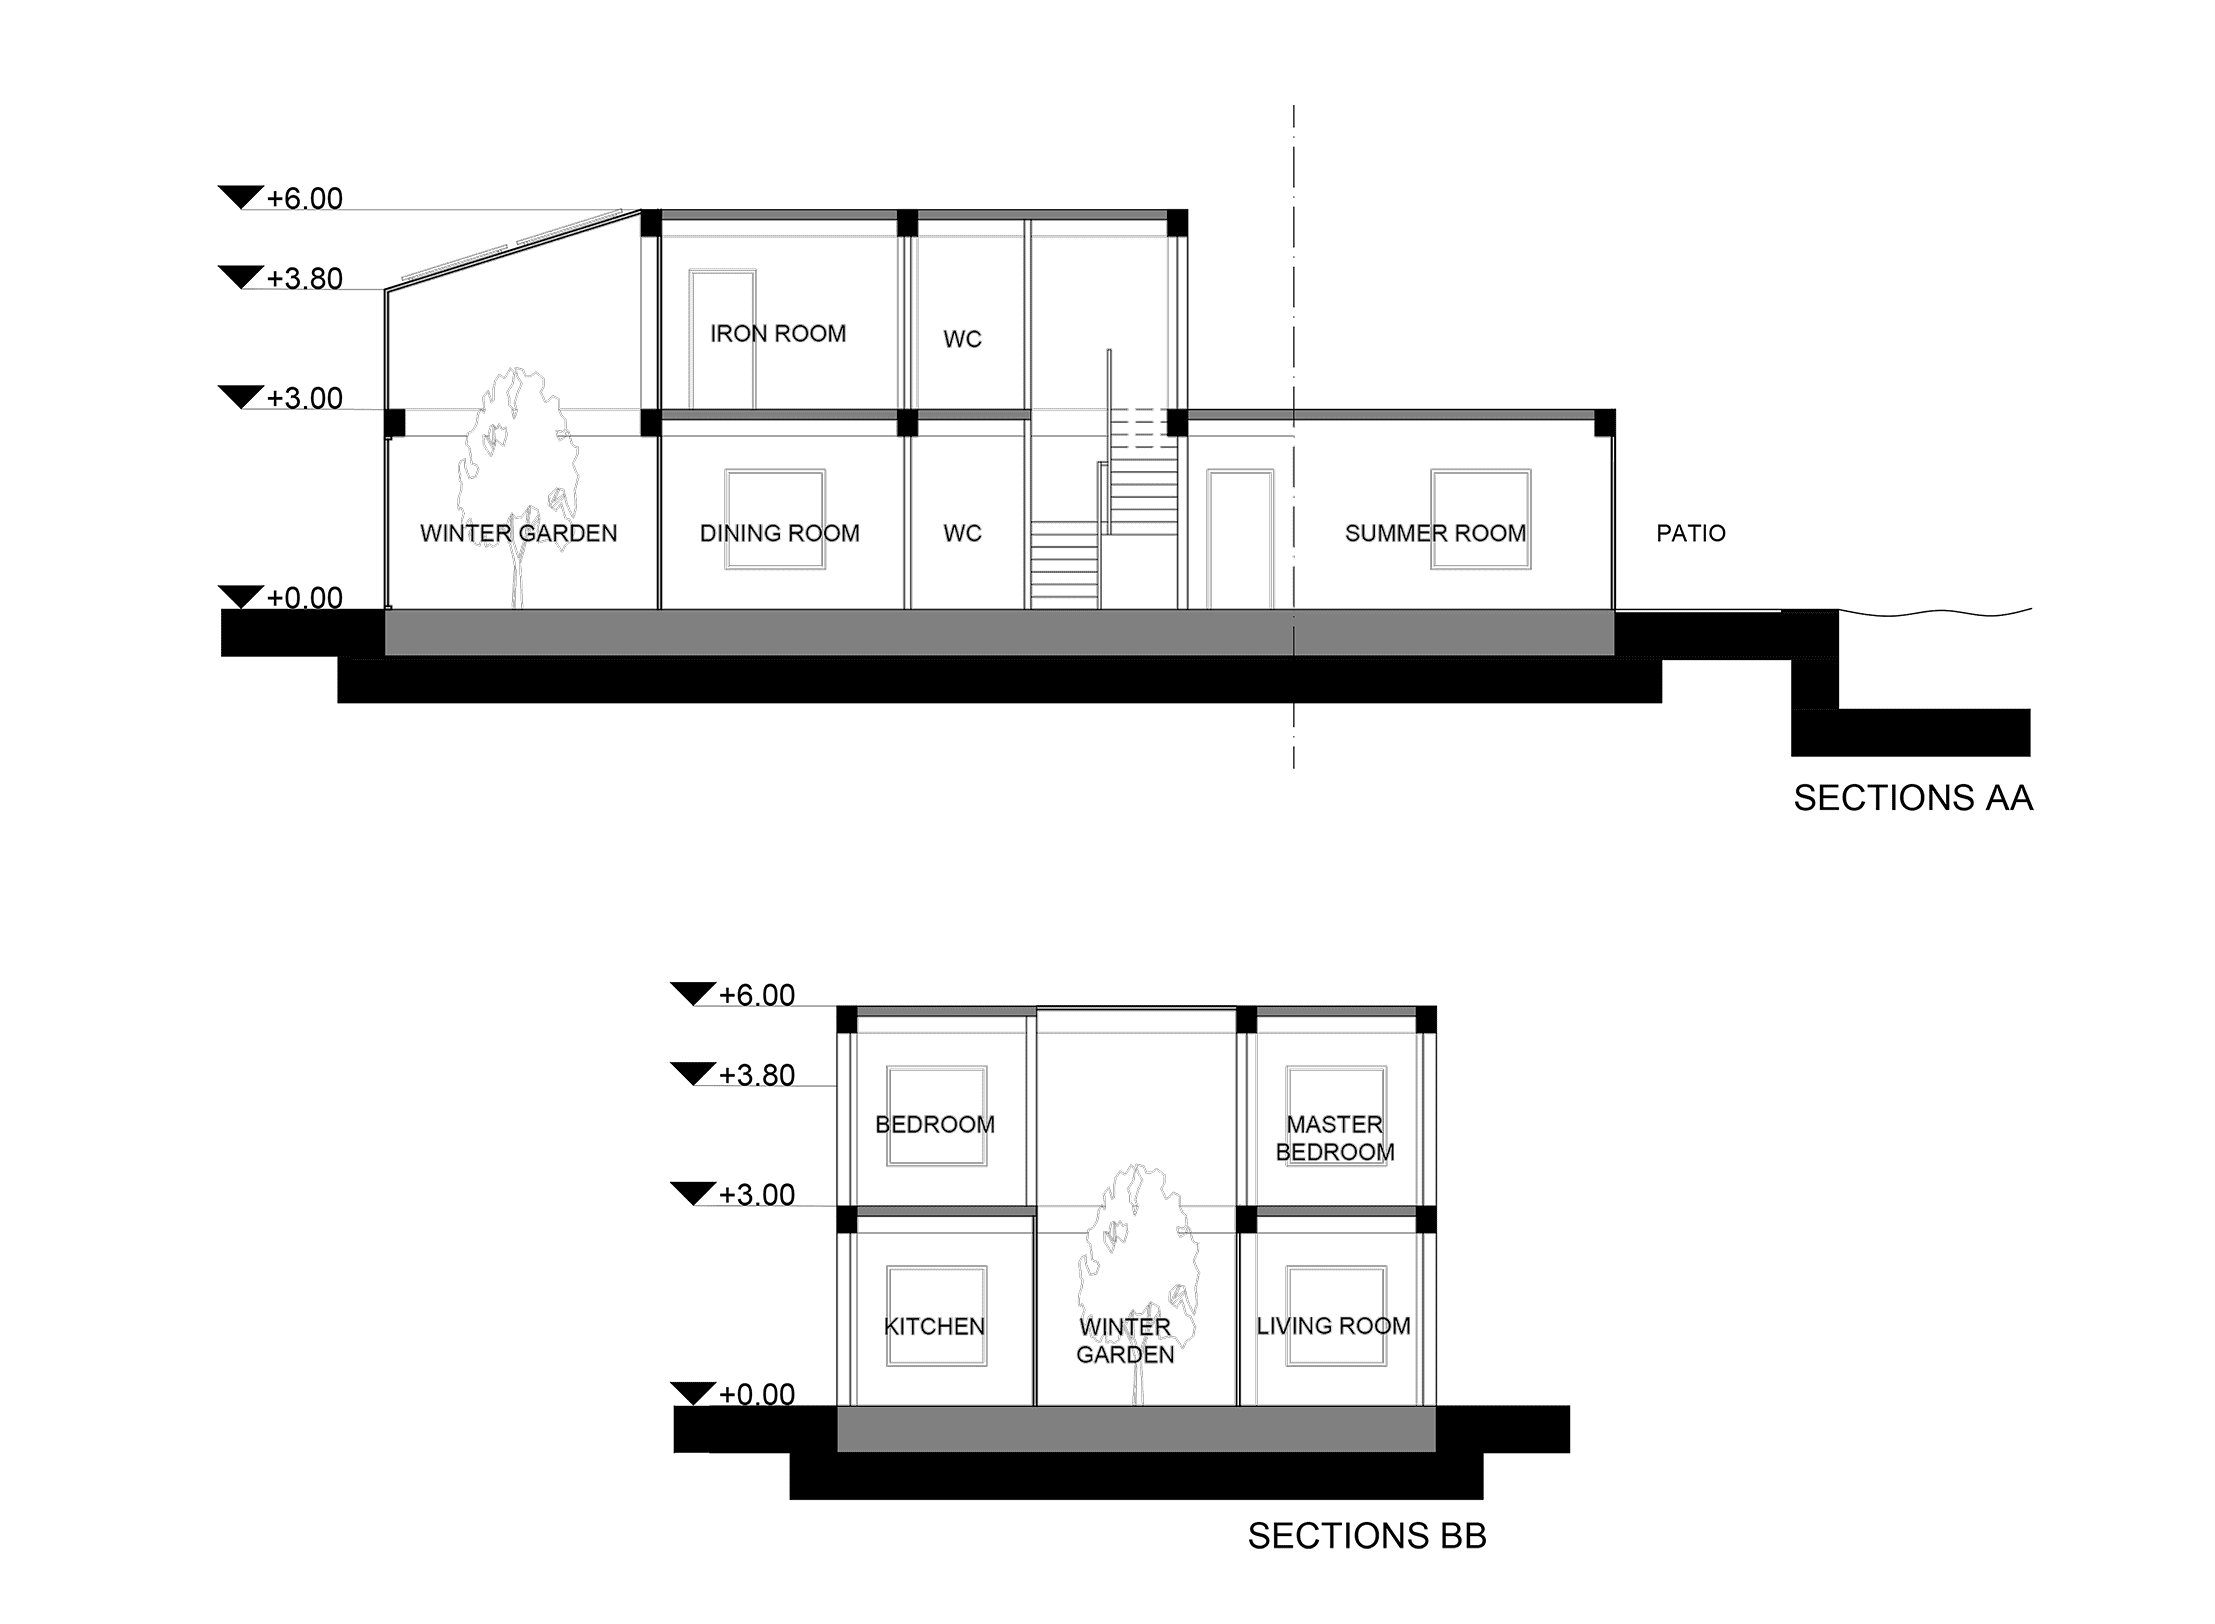 +6.00
+3.80
IRON ROOM
WC
+3.00
WINTER GARDEN
DINING ROOM
WC
SUMMER ROOM
PATIO
+0.00
SECTIONS AA
+6.00
+3.80
BEDROOM
MASTER
BEDROOM
+3.00
KITCHEN
WINTER
GARDEN
LIVING ROOM
+0.00
SECTIONS BB